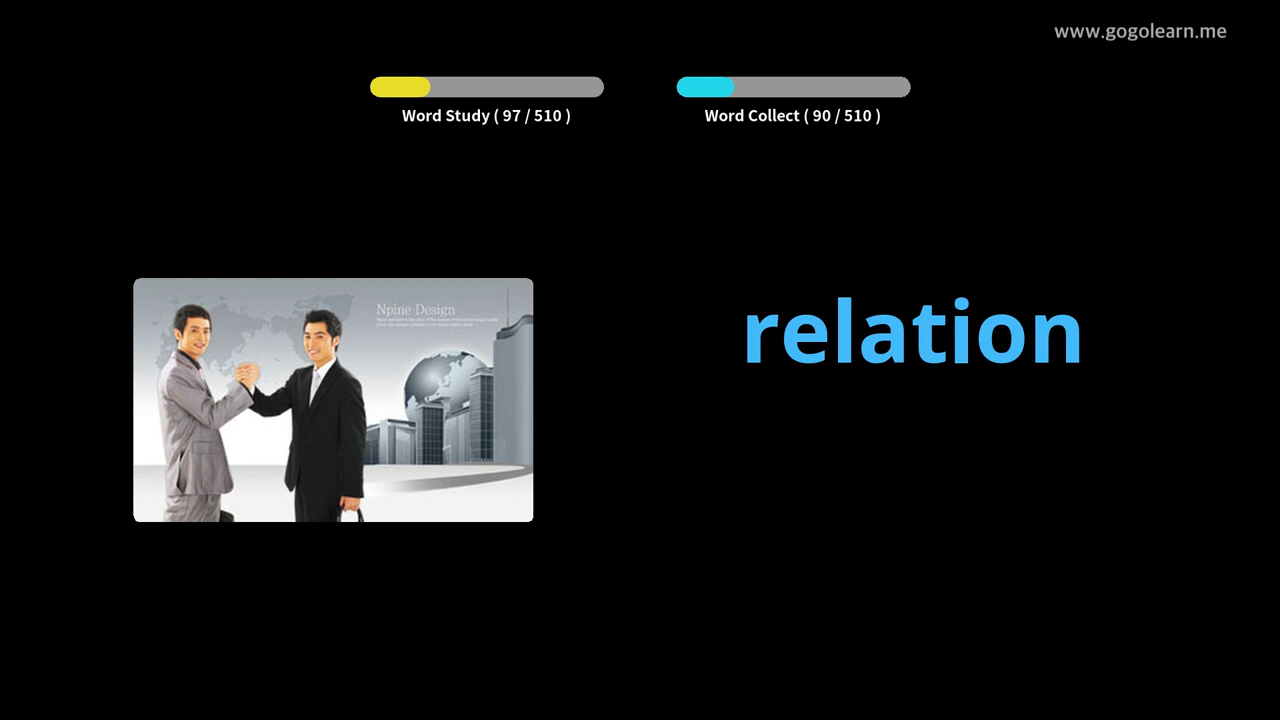 www.gogolearn.me
Word Study ( 97 / 510 )
Word Collect ( 90 / 510 )
Npine Design
relation